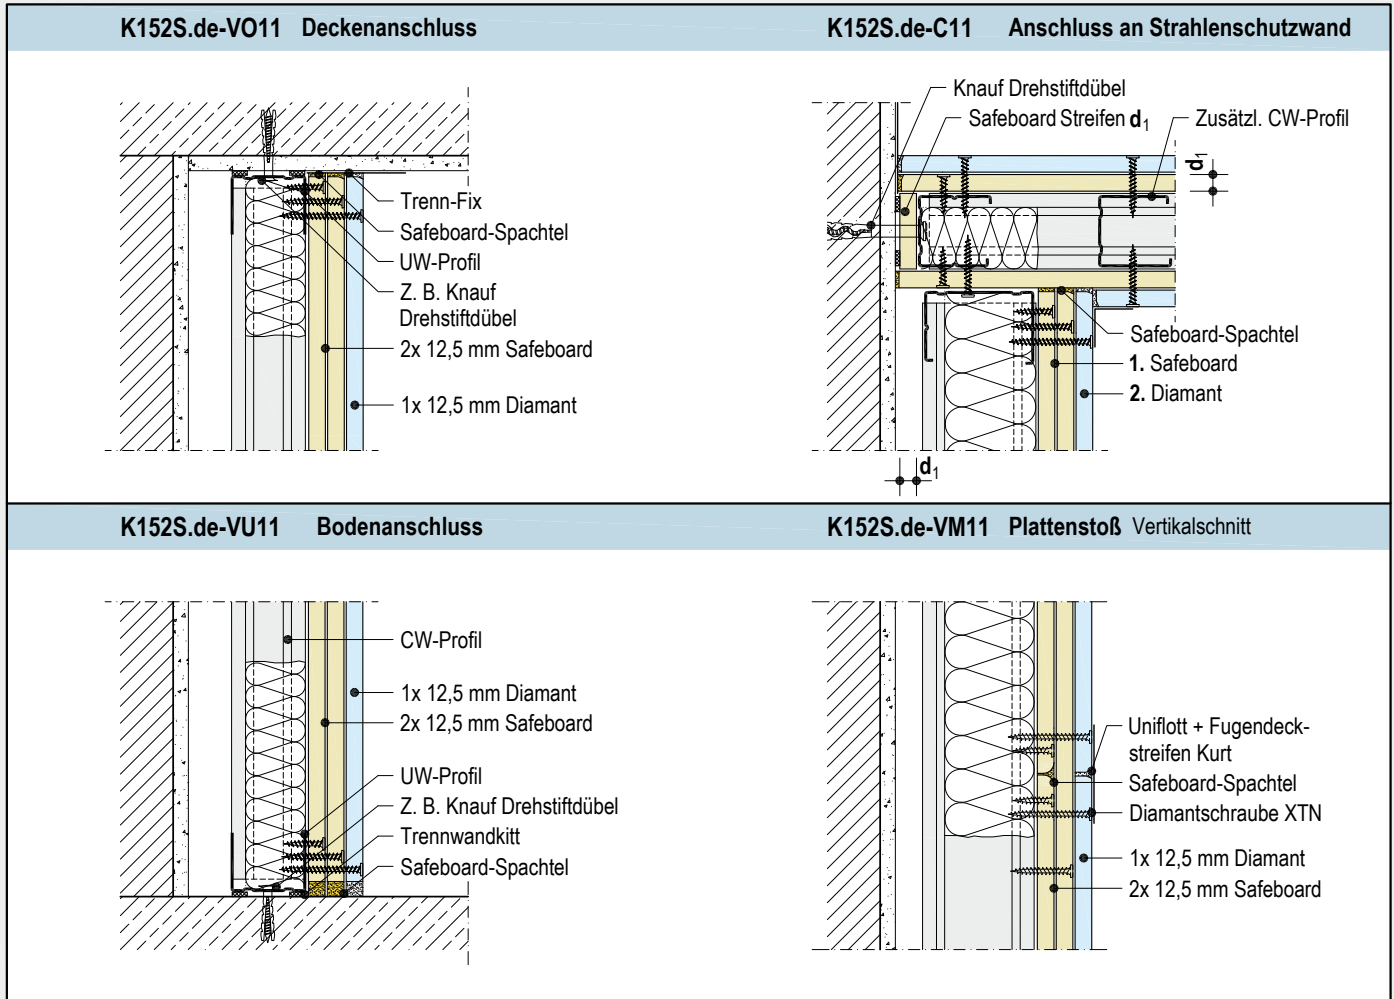 K152S.de-VO11 Deckenanschluss
Trenn-Fix
Safeboard-Spachtel
UW-Profil
Z. B. Knauf
Drehstiftdübel
2x 12,5 mm Safeboard
1x 12,5 mm Diamant
K152S.de-C11 Anschluss an Strahlenschutzwand
Knauf Drehstiftdübel
Safeboard Streifen d1
Zusätzl. CW-Profil
d1
Safeboard-Spachtel
1. Safeboard
2. Diamant
d1
K152S.de-VU11 Bodenanschluss
CW-Profil
1x 12,5 mm Diamant
2x 12,5 mm Safeboard
UW-Profil
Z. B. Knauf Drehstiftdübel
Trennwandkitt
Safeboard-Spachtel
K152S.de-VM11 Plattenstoß Vertikalschnitt
Uniflott + Fugendeck-
streifen Kurt
Safeboard-Spachtel
Diamantschraube XTN
1x 12,5 mm Diamant
2x 12,5 mm Safeboard